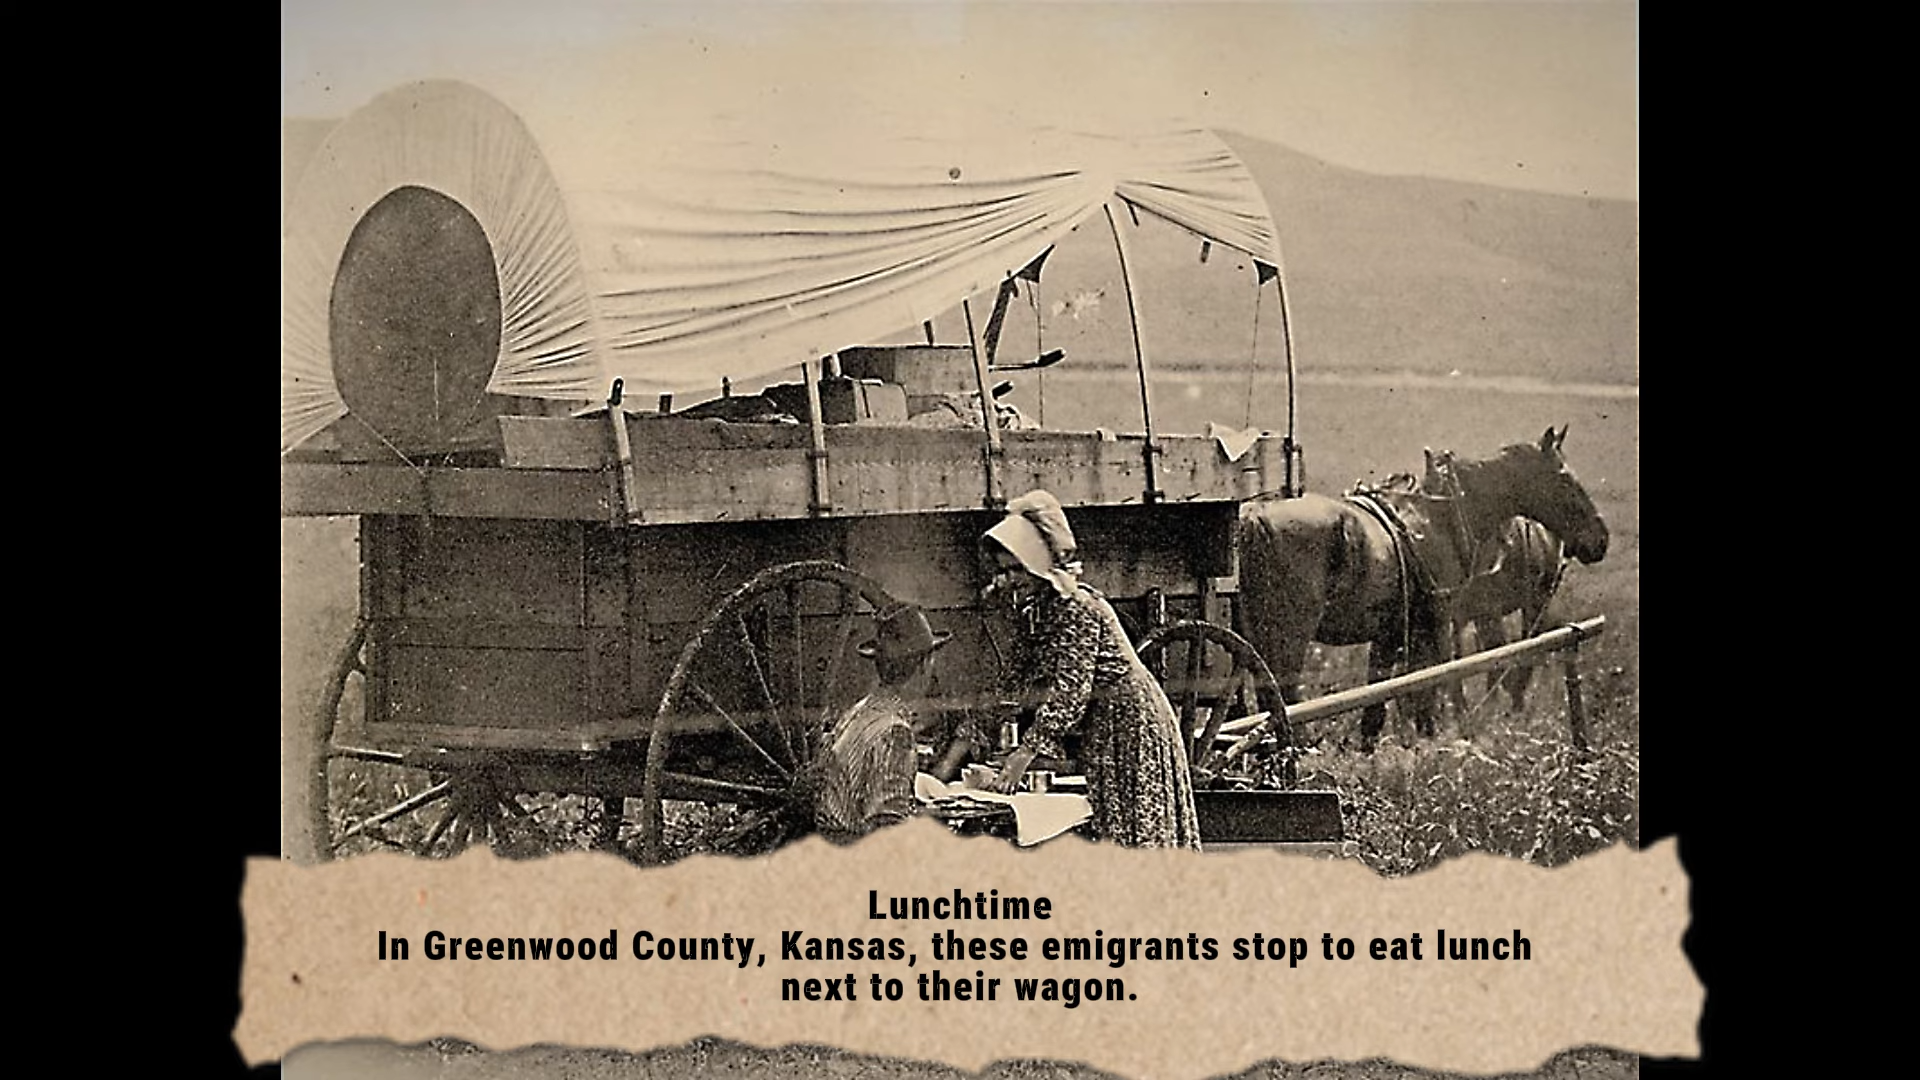 Lunchtime
In Greenwood County, Kansas, these emigrants stop to eat lunch
next to their wagon.